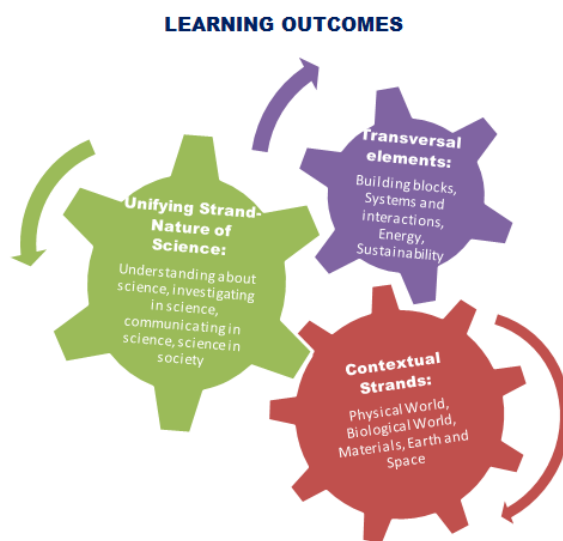 LEARNING OUTCOMES
Transversal
elements:
Building blocks,
Systems and
interactions,
Energy,
Sustainability
Unifying Strand-
Nature of
Science:
Understanding about
science, investigating
in science,
communicating in
science, science in
society
Contextual
Strands:
Physical World,
Biological World,
Materials, Earth and
Space